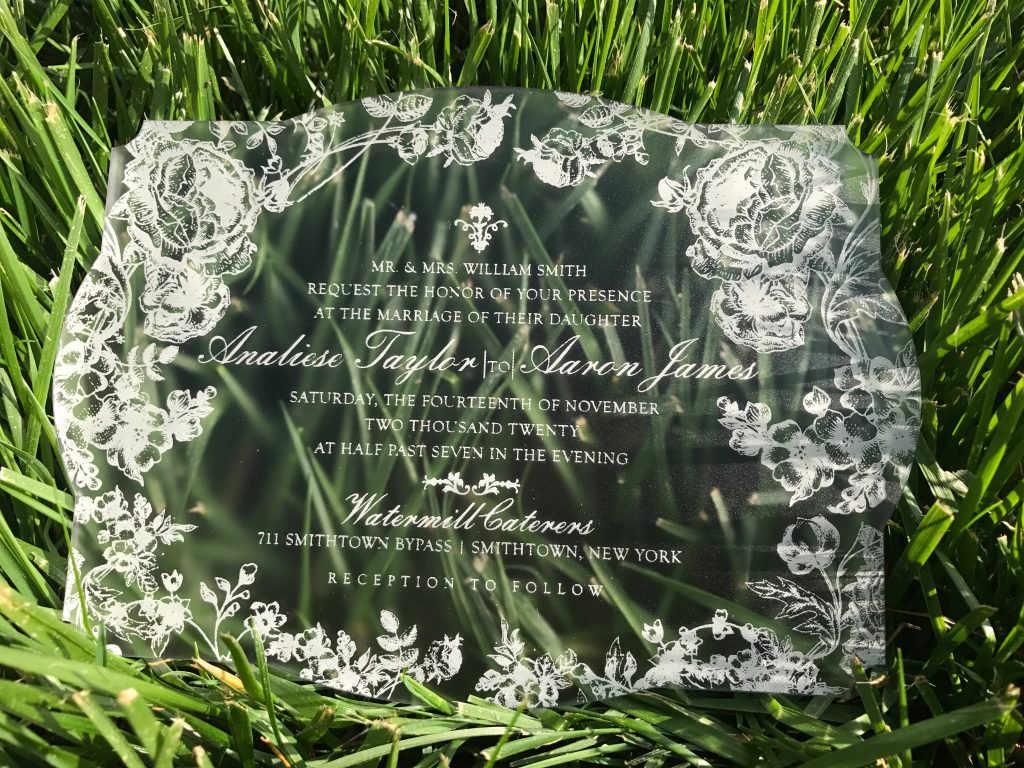 MR. & MRS. WILLIAM SMITH
REQUEST THE HONOR OF YOUR PRESENCE
AT THE MARRIAGE OF THEIR DAUGHTER
Analiese Taylor |TO| Aaron James
SATURDAY, THE FOURTEENTH OF NOVEMBER
TWO THOUSAND TWENTY
AT HALF PAST SEVEN IN THE EVENING
Watermill Caterers
711 SMITHTOWN BYPASS | SMITHTOWN, NEW YORK
RECEPTION TO FOLLOW